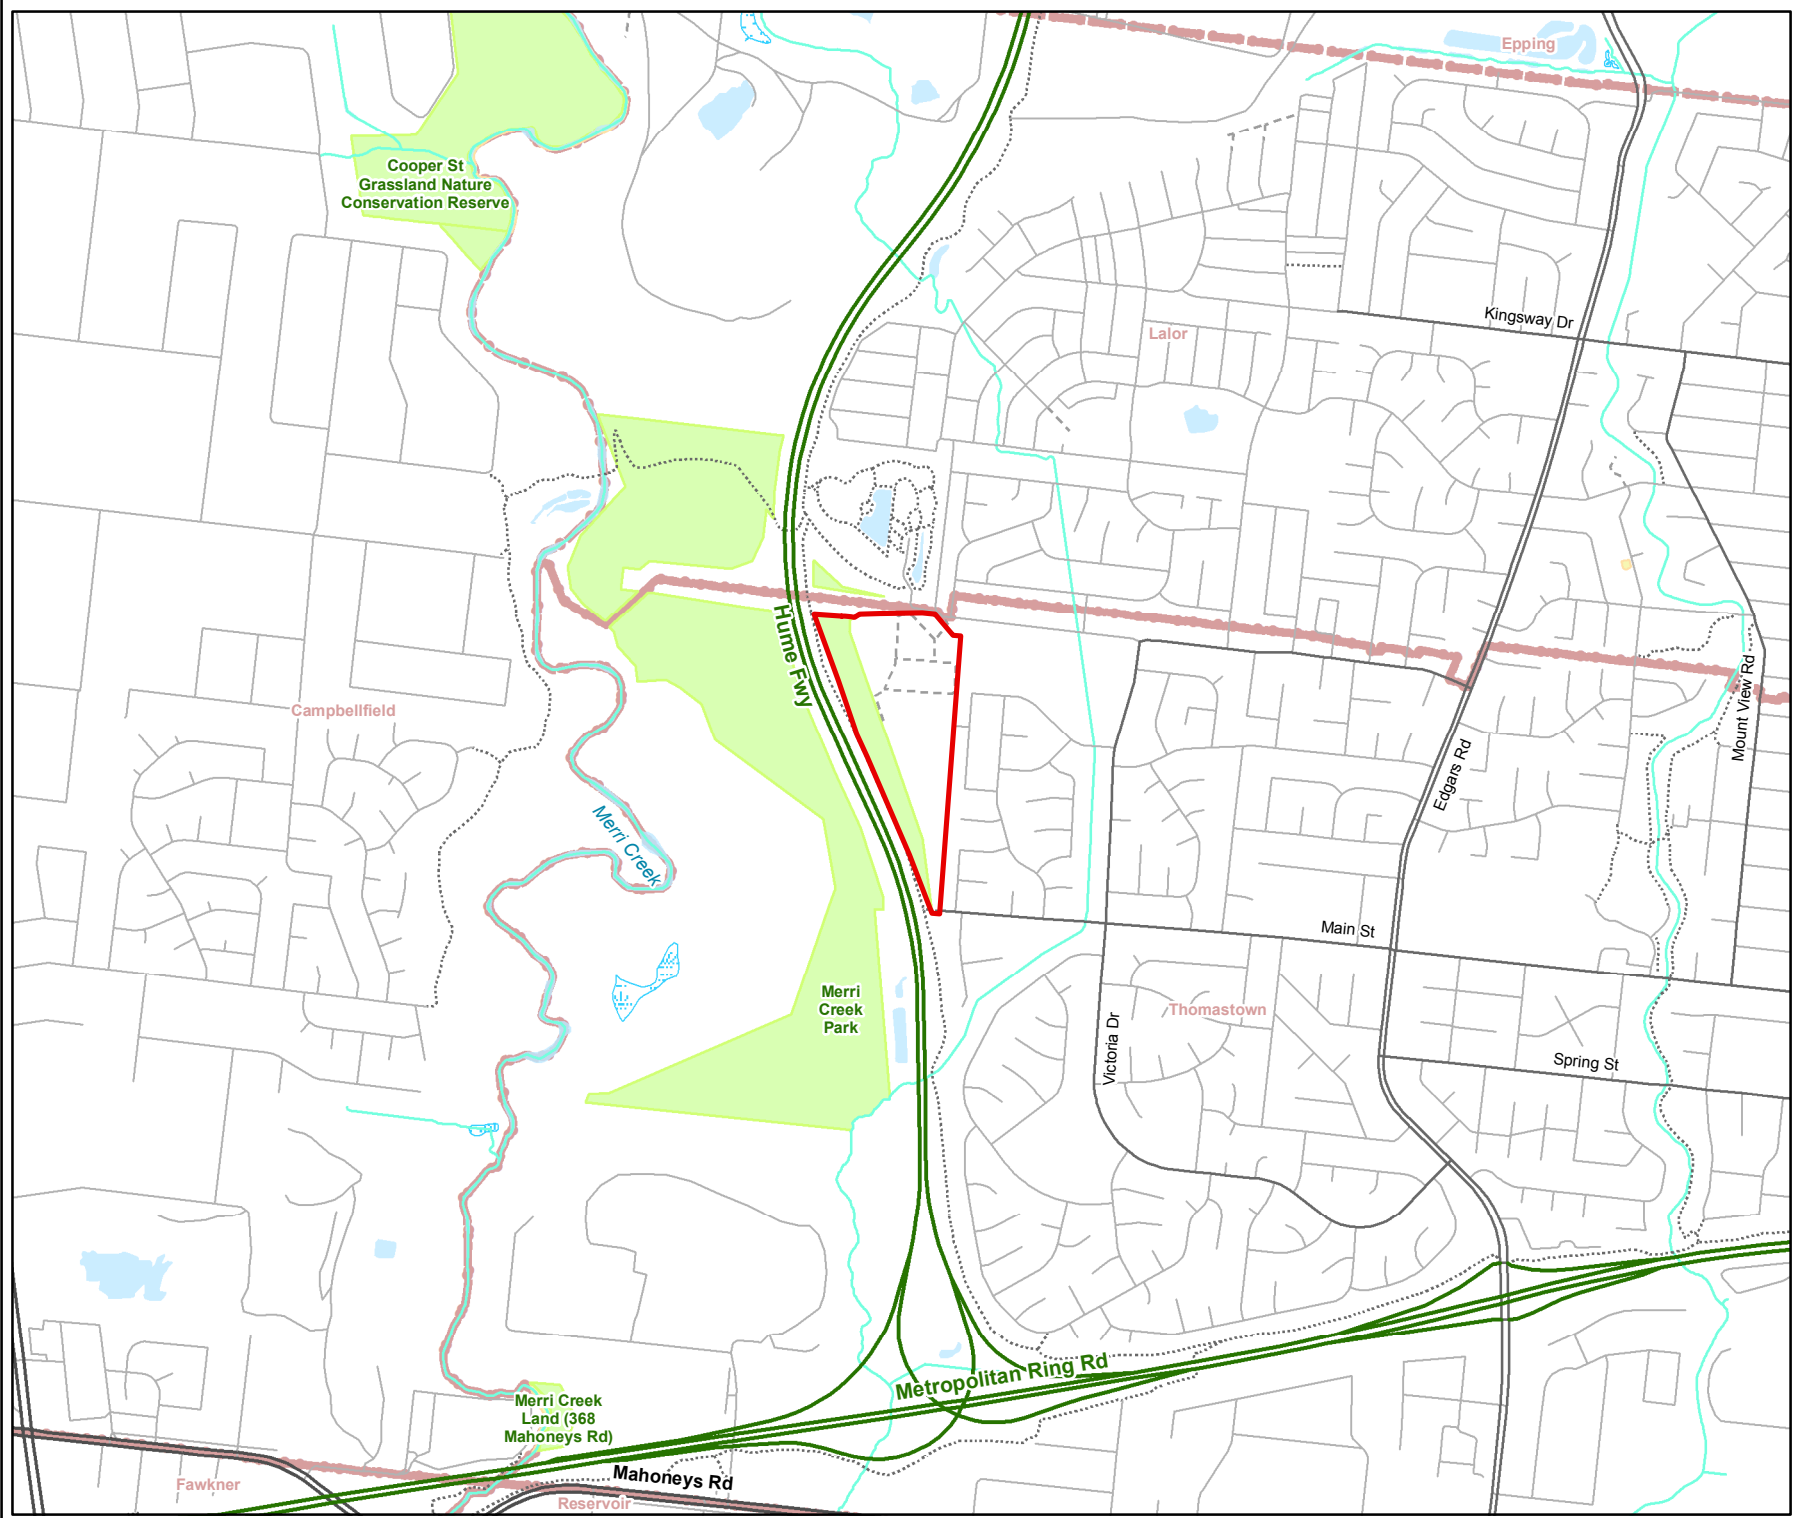 Epping
Cooper St
Grassland Nature
Conservation Reserve
Kingsway Dr
Lalor
Hume Fwy
Mount View Rd
Campbellfield
Edgars Rd
Merri Creek
Main St
Merri
Creek
Park
Thomastown
Victoria Dr
Spring St
Metropolitan Ring Rd
Merri Creek
Land (368
Mahoneys Rd)
Mahoneys Rd
Fawkner
Reservoir